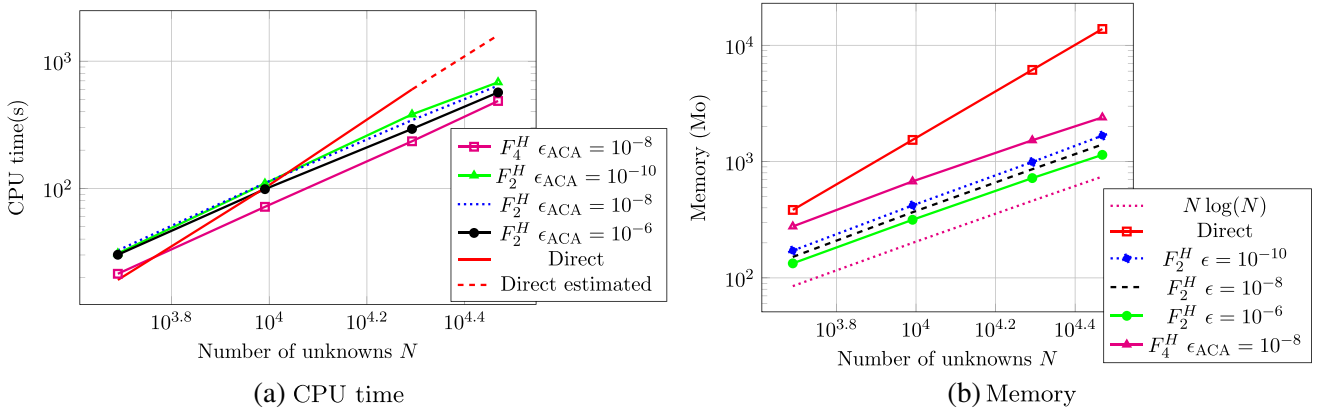 CPU time(s)
10^3
10^2
10^3.8
10^4
10^4.2
10^4.4
Number of unknowns N
F_4^H ϵ_ACA = 10^−8
F_2^H ϵ_ACA = 10^−10
F_2^H ϵ_ACA = 10^−8
F_2^H ϵ_ACA = 10^−6
Direct
Direct estimated
(a) CPU time
Memory (Mo)
10^4
10^3
10^2
10^3.8
10^4
10^4.2
10^4.4
Number of unknowns N
N log(N)
Direct
F_2^H ϵ = 10^−10
F_2^H ϵ = 10^−8
F_2^H ϵ = 10^−6
F_4^H ϵ_ACA = 10^−8
(b) Memory